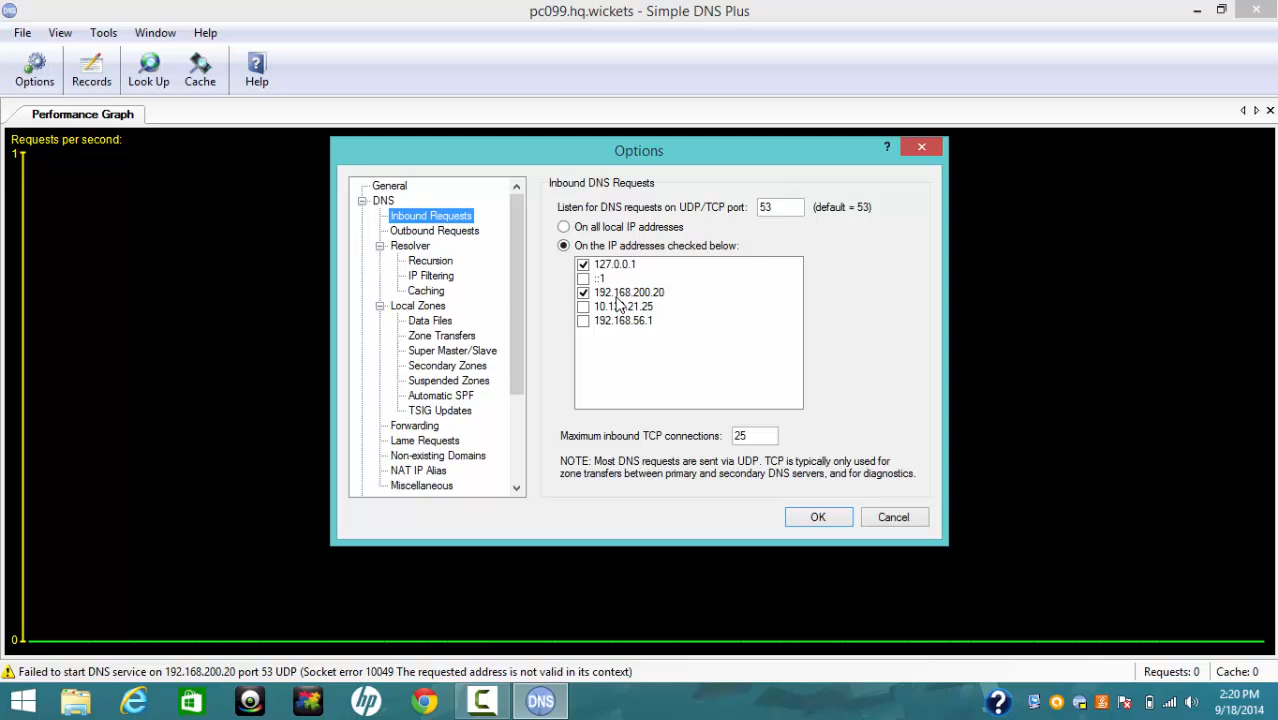 pc099.hq.wickets - Simple DNS Plus
File View Tools Window Help
Options Records Look Up Cache Help
Performance Graph
Requests per second:
1
0
Options
General
DNS
Inbound Requests
Outbound Requests
Resolver
Recursion
IP Filtering
Caching
Local Zones
Data Files
Zone Transfers
Super Master/Slave
Secondary Zones
Suspended Zones
Automatic SPF
TSIG Updates
Forwarding
Lame Requests
Non-existing Domains
NAT IP Alias
Miscellaneous
Inbound DNS Requests
Listen for DNS requests on UDP/TCP port: 53 (default = 53)
On all local IP addresses
On the IP addresses checked below:
127.0.0.1
::1
192.168.200.20
192.168.56.1
Maximum inbound TCP connections: 25
NOTE: Most DNS requests are sent via UDP. TCP is typically only used for
zone transfers between primary and secondary DNS servers, and for diagnostics.
OK Cancel
Failed to start DNS service on 192.168.200.20 port 53 UDP (Socket error 10049 The requested address is not valid in its context)
Requests: 0 Cache: 0
hp
DNS
2:20 PM
9/18/2014